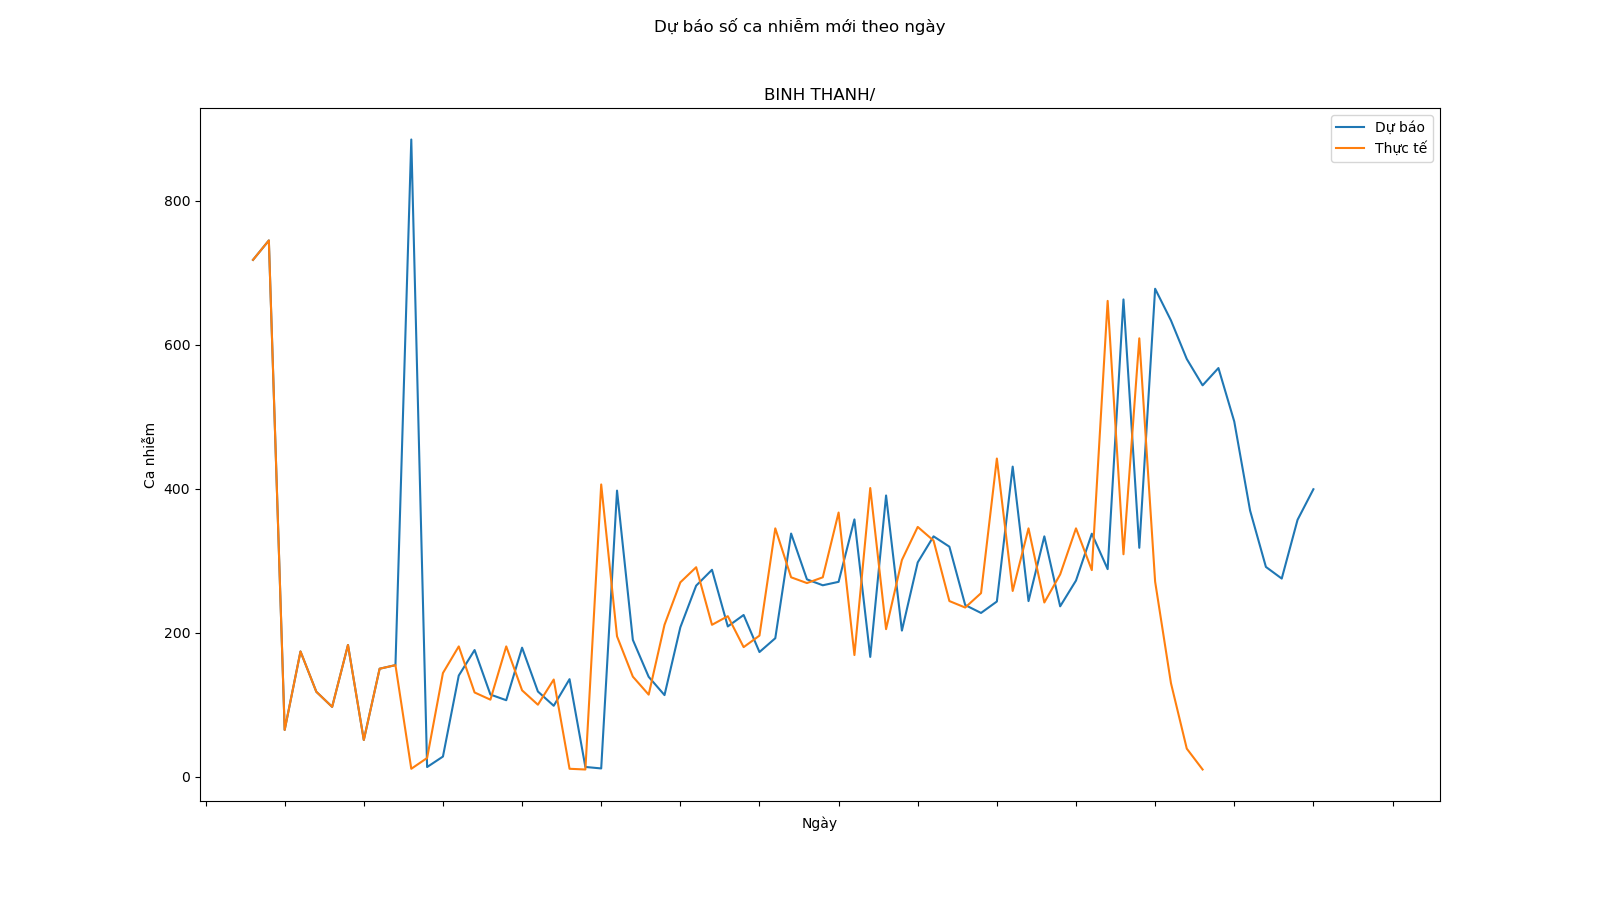 Dự báo số ca nhiễm mới theo ngày
BINH THANH/
Dự báo
Thực tế
800
600
400
200
0
Ca nhiễm
Ngày